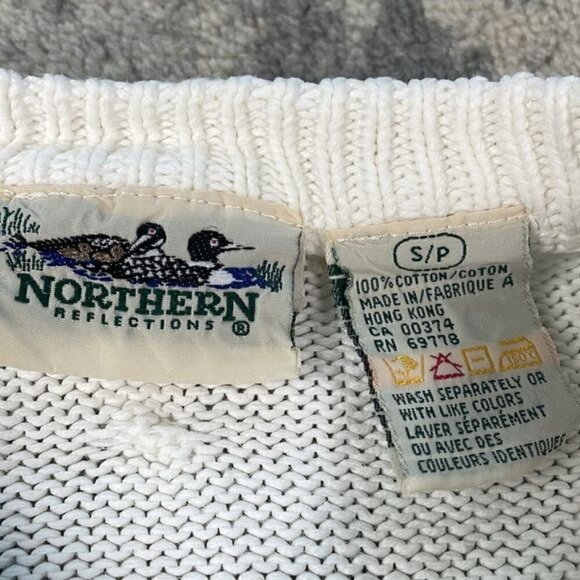 NORTHERN
REFLECTIONS ®
S/P
100% COTTON/COTON
MADE IN/FABRIQUE À
HONG KONG
CA 00374
RN 69778
WASH SEPARATELY OR
WITH LIKE COLORS
LAVER SÉPARÉMENT
OU AVEC DES
COULEURS IDENTIQUES